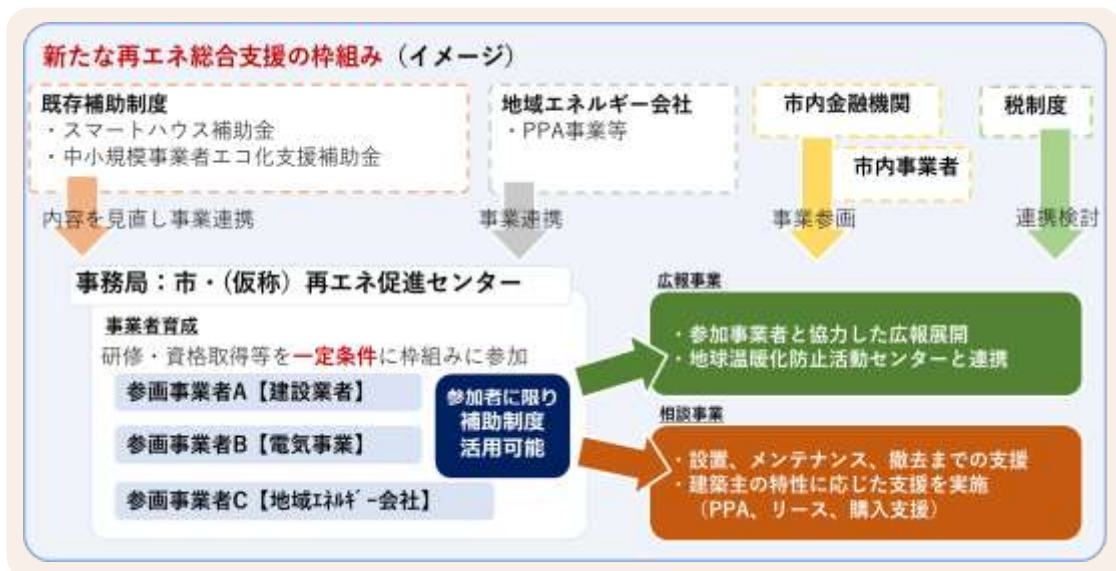 新たな再エネ総合支援の枠組み（イメージ）
既存補助制度
・スマートハウス補助金
・中小規模事業者エコ化支援補助金
地域エネルギー会社
・PPA事業等
市内金融機関
市内事業者
税制度
内容を見直し事業連携
事業連携
事業参画
連携検討
事務局：市・(仮称）再エネ促進センター
事業者育成
研修・資格取得等を一定条件に枠組みに参加
参画事業者A【建設業者】
参画事業者B【電気事業】
参画事業者C【地域ｴﾈﾙｷﾞｰ会社】
参加者に限り
補助制度
活用可能
広報事業
・参加事業者と協力した広報展開
・地球温暖化防止活動センターと連携
相談事業
・設置、メンテナンス、撤去までの支援
・建築主の特性に応じた支援を実施
（PPA、リース、購入支援）